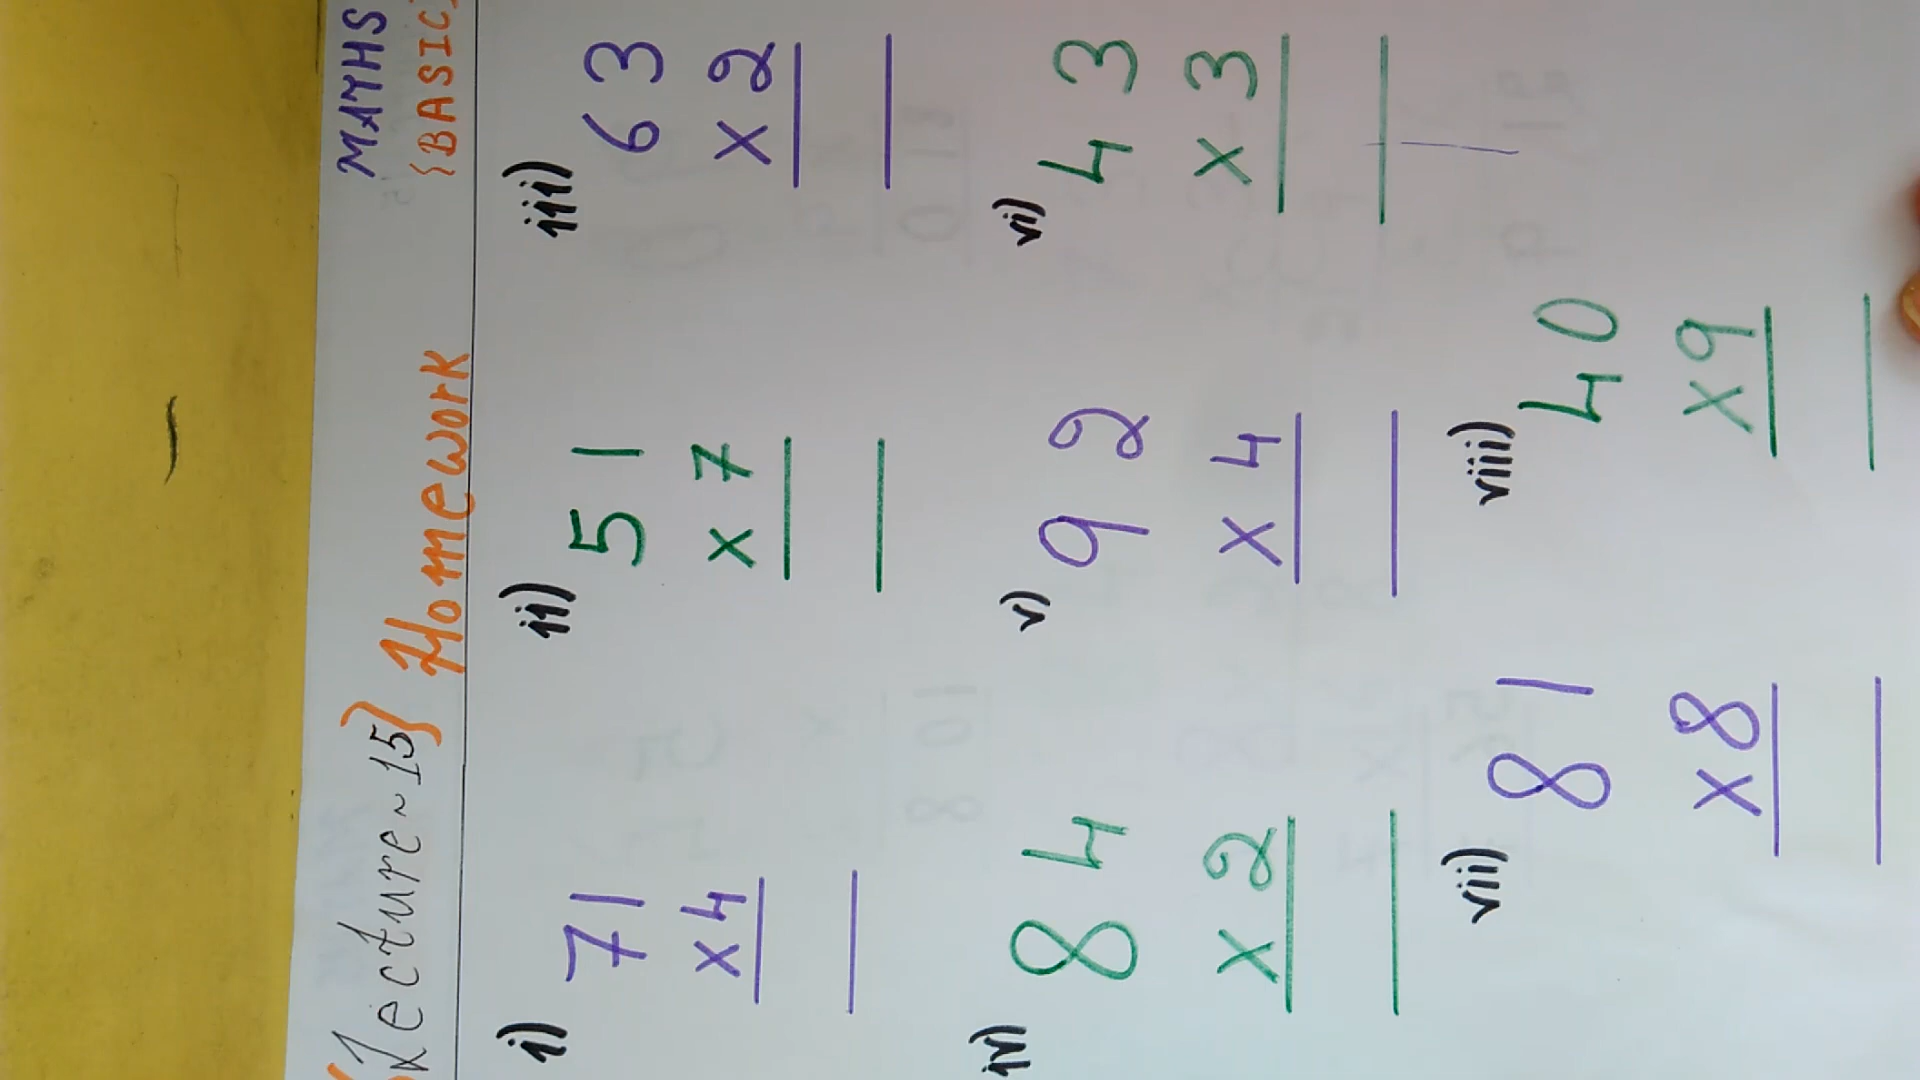 {Lecture~15} Homework MATHS
{BASIC}
i) 71 ii) 51 iii) 63
x4 x7 x2
iv) 84 v) 92 vi) 43
x2 x4 x3
vii) 81 viii) 40
x8 x9